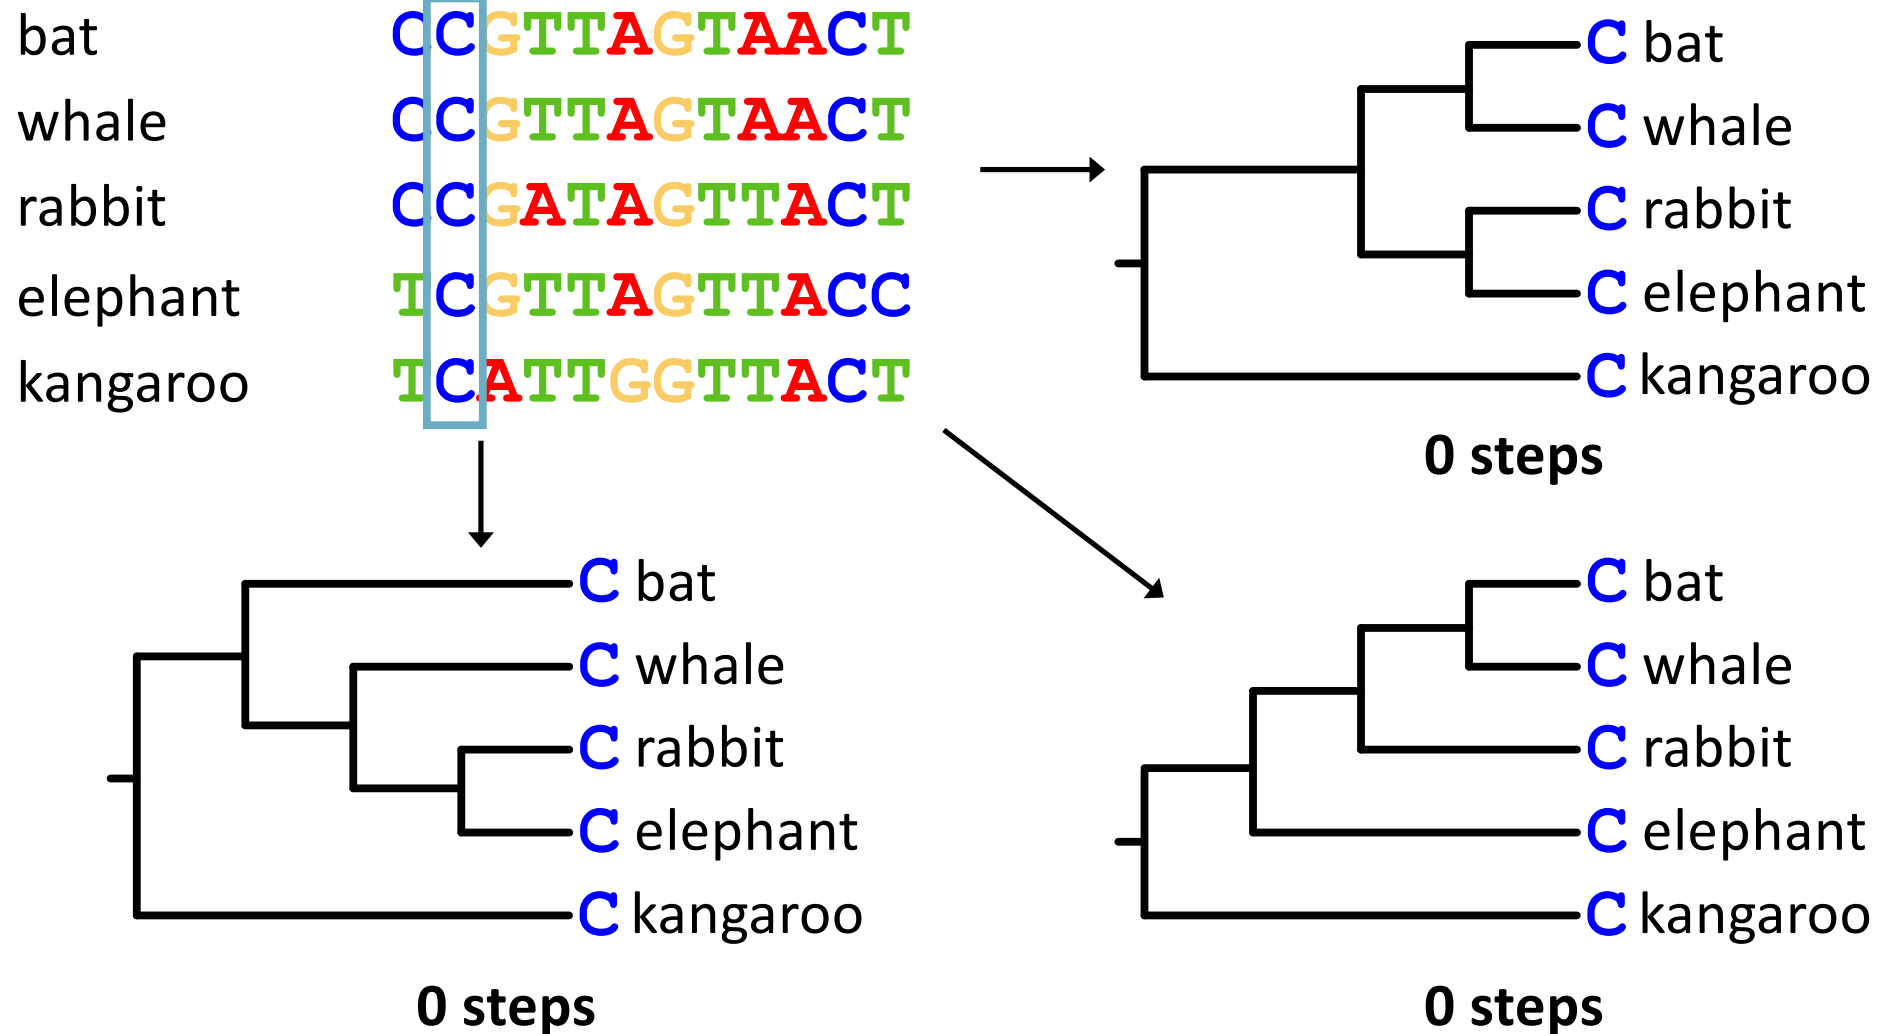 bat CCGTTAGTAACT
whale CCGTTAGTAACT
rabbit CCGATAGTTACT
elephant TCGTTAGTTACC
kangaroo TCATTGGTTACT
C bat
C whale
C rabbit
C elephant
C kangaroo
0 steps
C bat
C whale
C rabbit
C elephant
C kangaroo
0 steps
C bat
C whale
C rabbit
C elephant
C kangaroo
0 steps